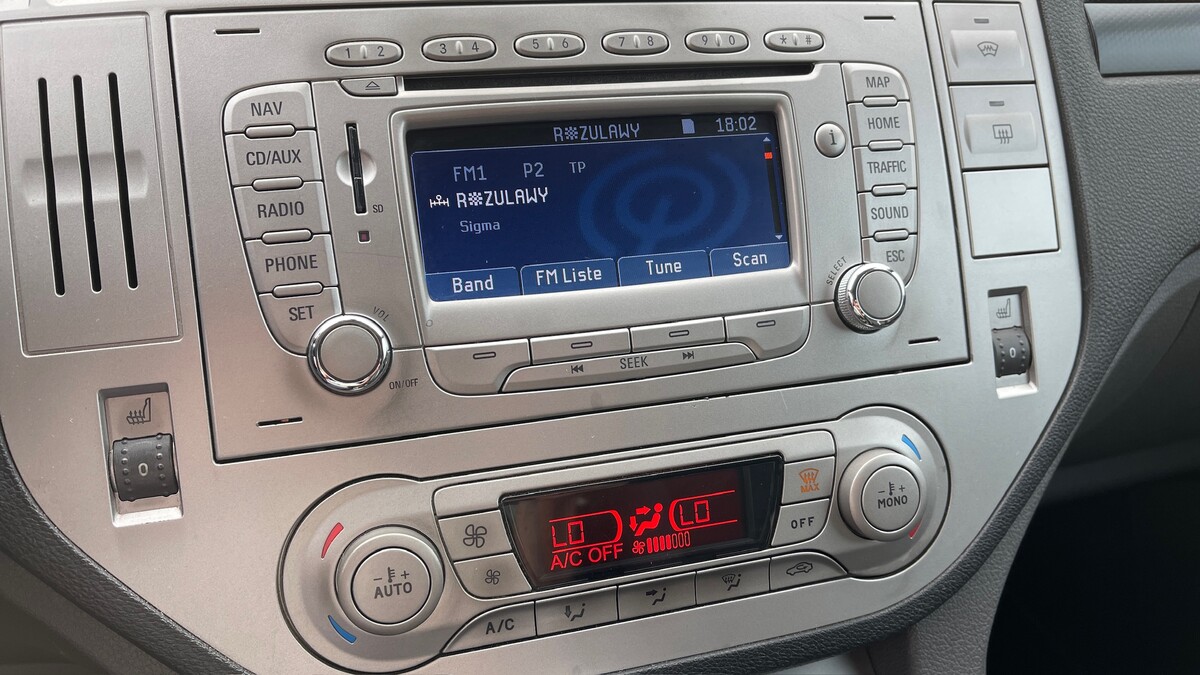 1 2 3 4 5 6 7 8 9 0 * #
NAV
CD/AUX
RADIO
PHONE
SET
SD
VOL
ON/OFF
R ZULAWY 18:02
FM1 P2 TP
R ZULAWY
Sigma
Band FM Liste Tune Scan
SEEK
i
MAP
HOME
TRAFFIC
SOUND
ESC
SELECT
0
0
LO LO
A/C OFF
MAX
OFF
- +
AUTO
- +
MONO
A/C